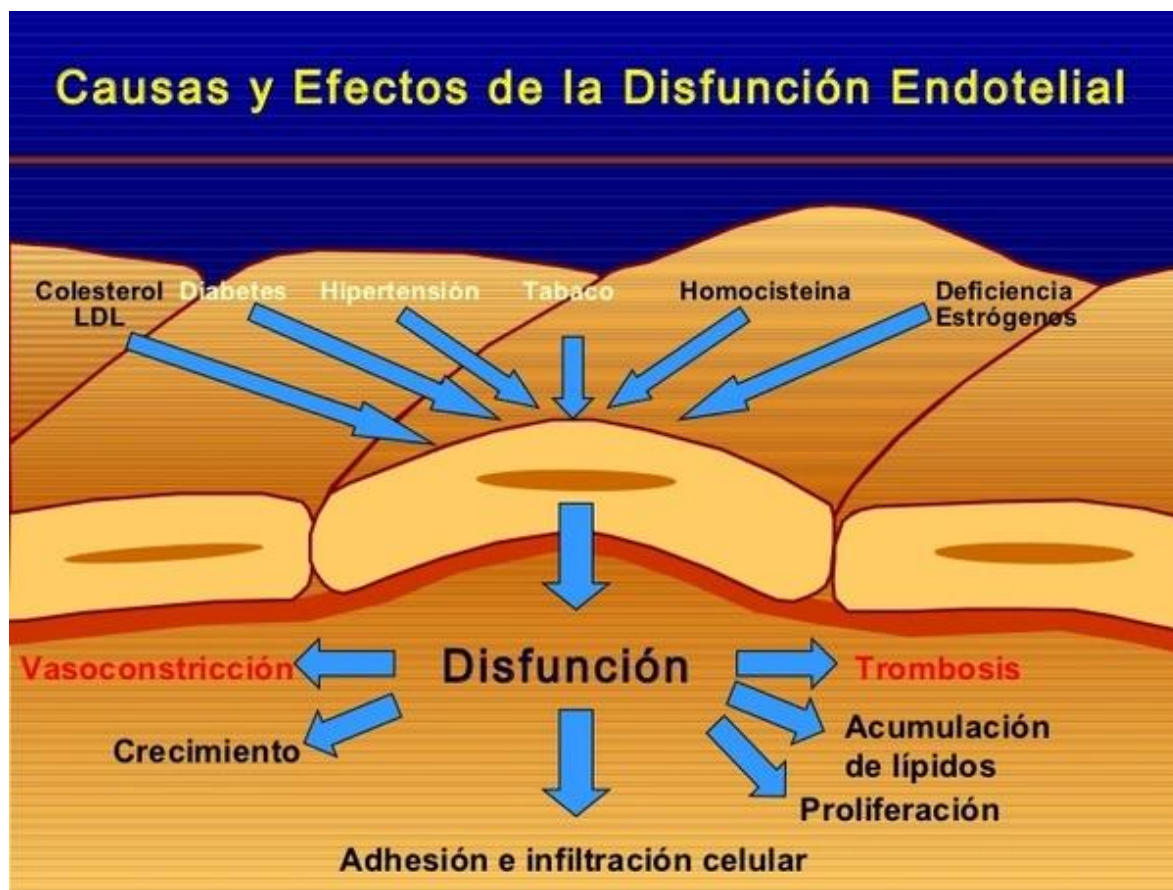 Causas y Efectos de la Disfunción Endotelial
Colesterol
LDL
Diabetes
Hipertensión
Tabaco
Homocisteina
Deficiencia
Estrógenos
Vasoconstricción
Disfunción
Trombosis
Crecimiento
Acumulación
de lípidos
Proliferación
Adhesión e infiltración celular